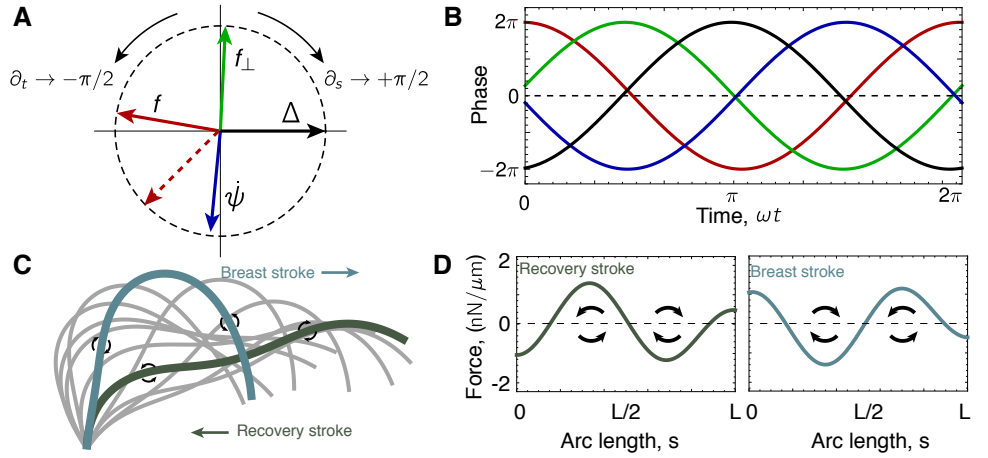 A
∂t → −π/2
∂s → +π/2
f⊥
f
Δ
ψ̇
B
Phase
2π
0
−2π
0
π
2π
Time, ωt
C
Breast stroke
Recovery stroke
D
Force, (nN/μm)
2
0
-2
Recovery stroke
0
L/2
L
Arc length, s
Breast stroke
0
L/2
L
Arc length, s